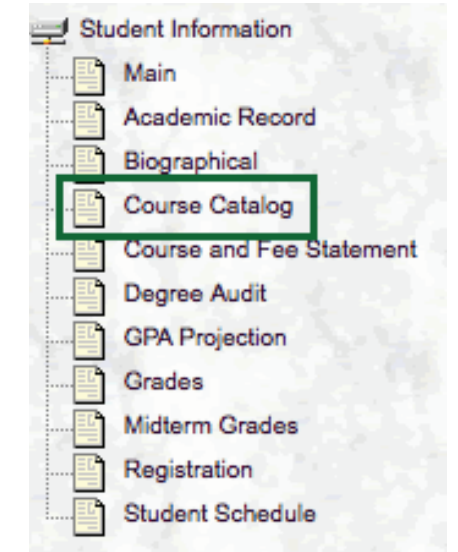 Student Information
Main
Academic Record
Biographical
Course Catalog
Course and Fee Statement
Degree Audit
GPA Projection
Grades
Midterm Grades
Registration
Student Schedule